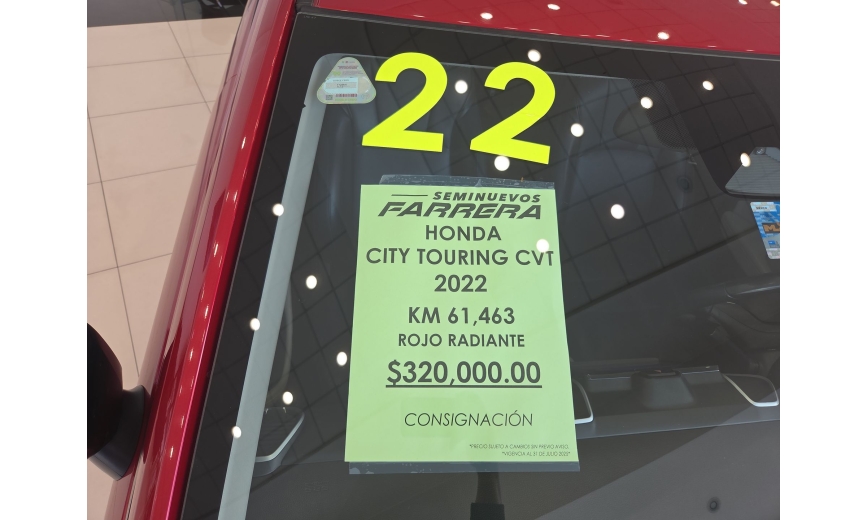 22
SEMINUEVOS
FARRERA
HONDA
CITY TOURING CVT
2022
KM 61,463
ROJO RADIANTE
$320,000.00
CONSIGNACIÓN
*PRECIO SUJETO A CAMBIOS SIN PREVIO AVISO.